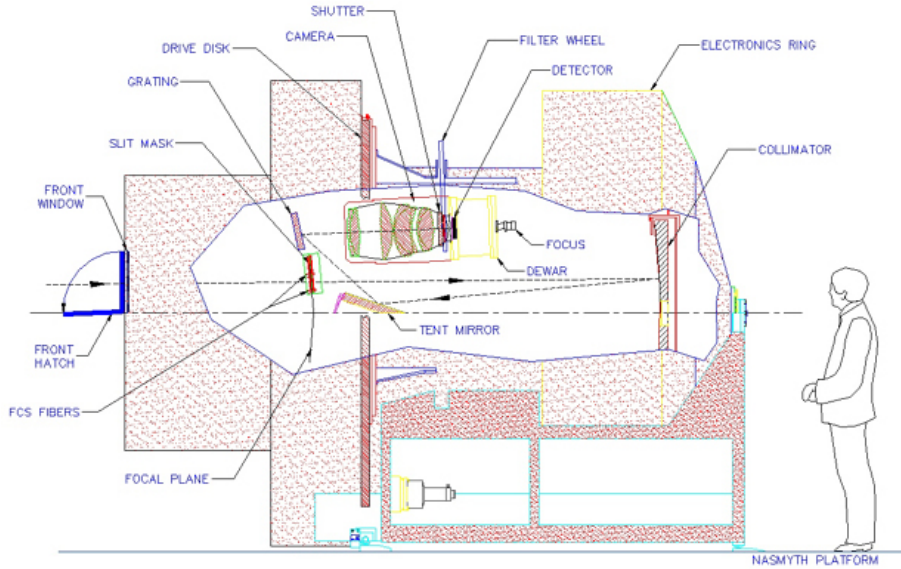 SHUTTER
CAMERA
FILTER WHEEL
ELECTRONICS RING
DRIVE DISK
DETECTOR
GRATING
SLIT MASK
COLLIMATOR
FRONT
WINDOW
FOCUS
DEWAR
TENT MIRROR
FRONT
HATCH
FCS FIBERS
FOCAL PLANE
NASMYTH PLATFORM